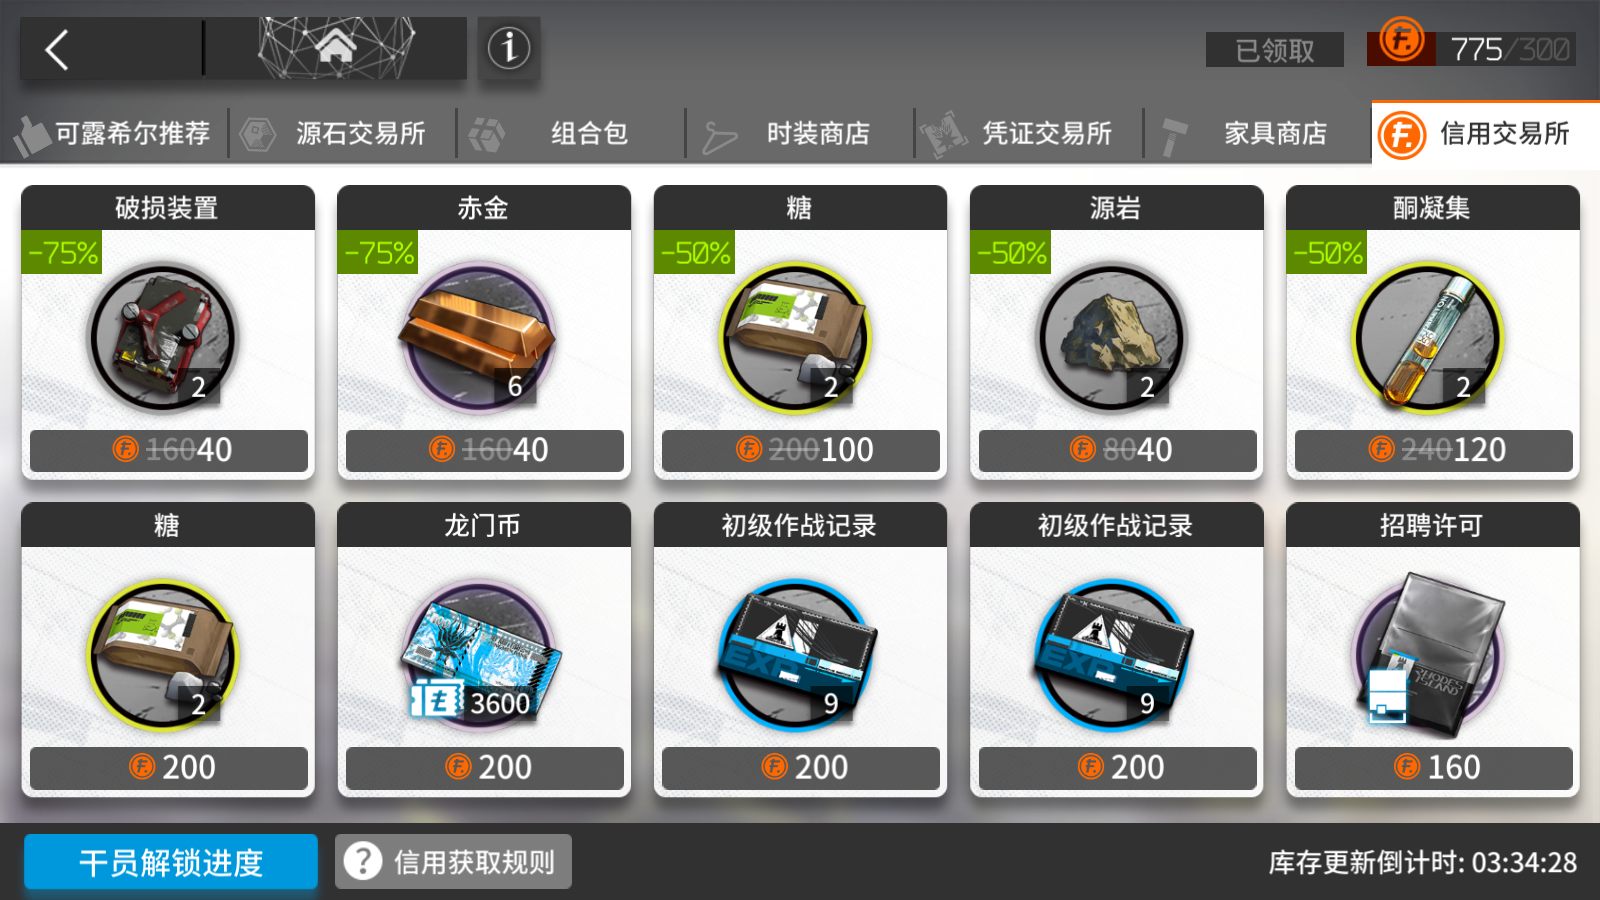 已领取
775/300
可露希尔推荐
源石交易所
组合包
时装商店
凭证交易所
家具商店
信用交易所
破损装置
赤金
糖
源岩
酮凝集
-75%
-75%
-50%
-50%
-50%
2
6
2
2
2
16040
16040
200100
8040
240120
糖
龙门币
初级作战记录
初级作战记录
招聘许可
EXP
EXP
RHODES
ISLAND
2
3600
9
9
200
200
200
200
160
干员解锁进度
? 信用获取规则
库存更新倒计时: 03:34:28